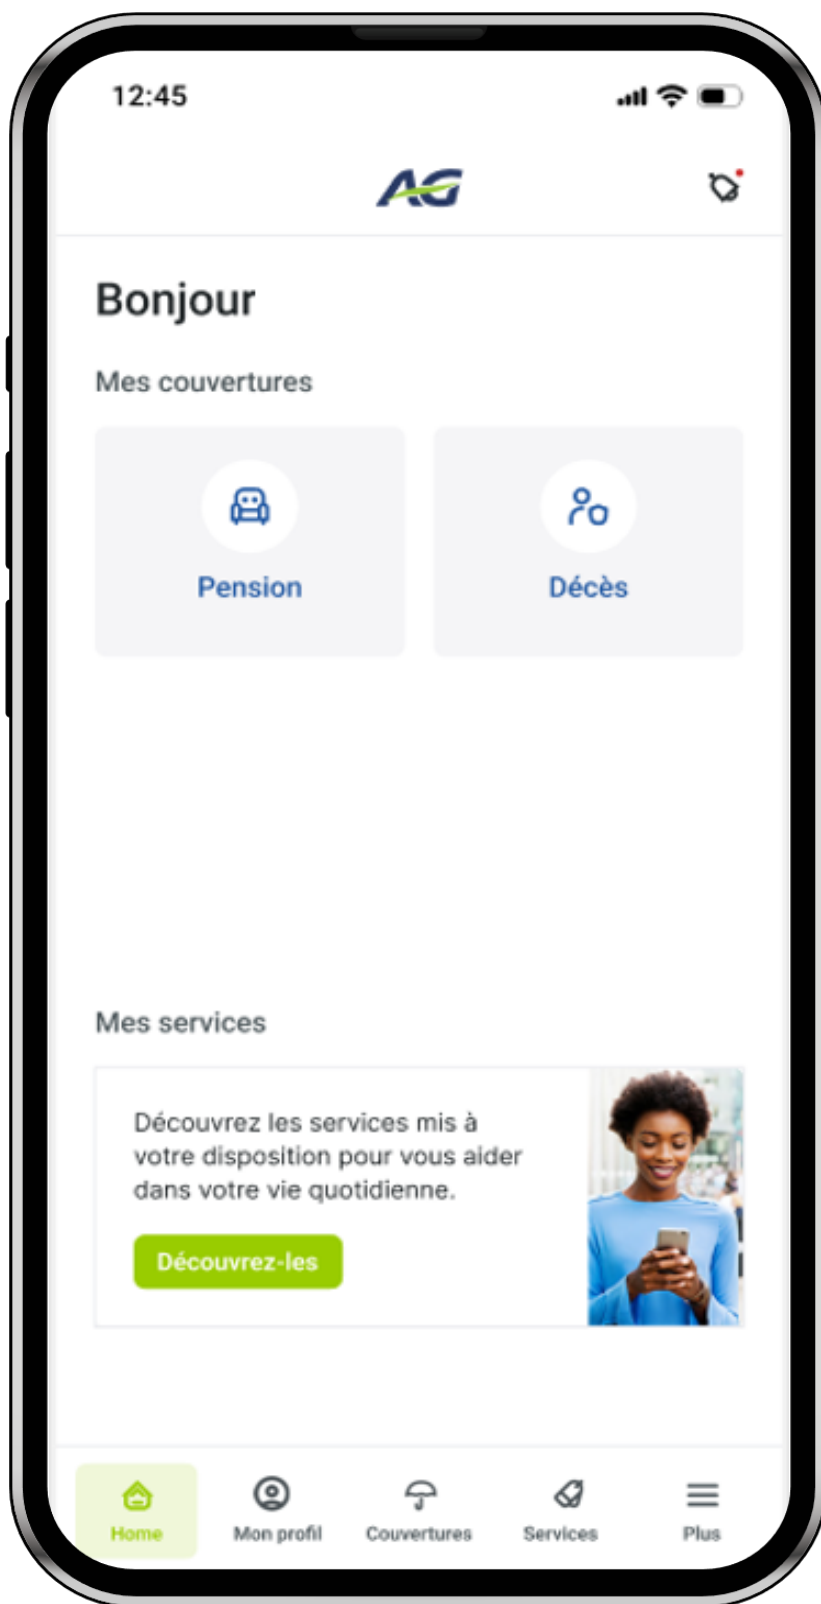 12:45
AG
Bonjour
Mes couvertures
Pension
Décès
Mes services
Découvrez les services mis à
votre disposition pour vous aider
dans votre vie quotidienne.
Découvrez-les
Home
Mon profil
Couvertures
Services
Plus